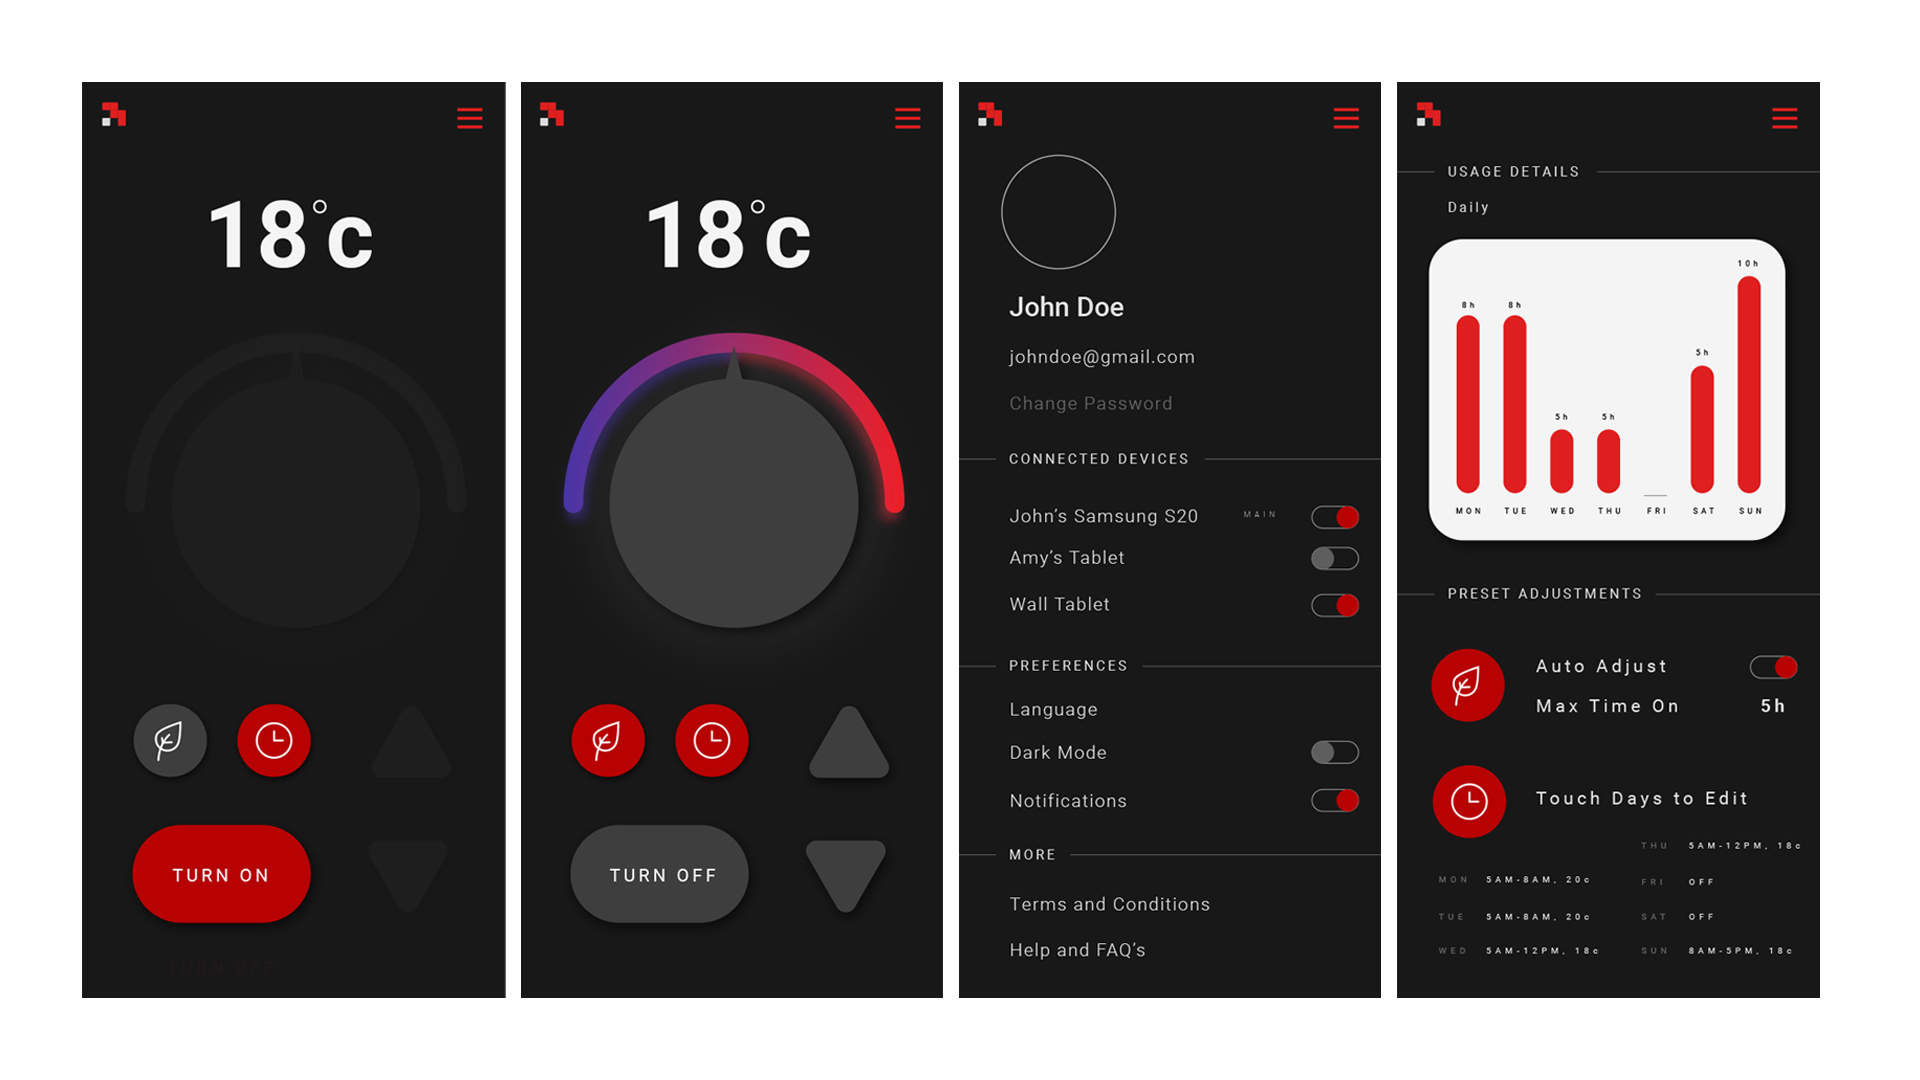 18°c
TURN ON
TURN OFF
18°c
TURN OFF
John Doe
johndoe@gmail.com
Change Password
CONNECTED DEVICES
John's Samsung S20 MAIN
Amy's Tablet
Wall Tablet
PREFERENCES
Language
Dark Mode
Notifications
MORE
Terms and Conditions
Help and FAQ's
USAGE DETAILS
Daily
10h
8h 8h
5h
5h 5h
MON TUE WED THU FRI SAT SUN
PRESET ADJUSTMENTS
Auto Adjust
Max Time On 5h
Touch Days to Edit
MON 5AM-8AM, 20c
TUE 5AM-8AM, 20c
WED 5AM-12PM, 18c
THU 5AM-12PM, 18c
FRI OFF
SAT OFF
SUN 8AM-5PM, 18c